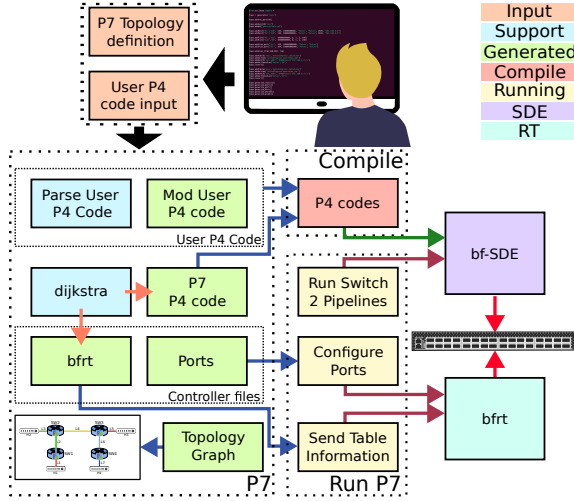 P7 Topology
definition
User P4
code input
Input
Support
Generated
Compile
Running
SDE
RT
Compile
Parse User
P4 Code
Mod User
P4 code
User P4 Code
P4 codes
bf-SDE
dijkstra
P7
P4 code
Run Switch
2 Pipelines
bfrt
Ports
Controller files
Configure
Ports
bfrt
Topology
Graph
Send Table
Information
P7
Run P7